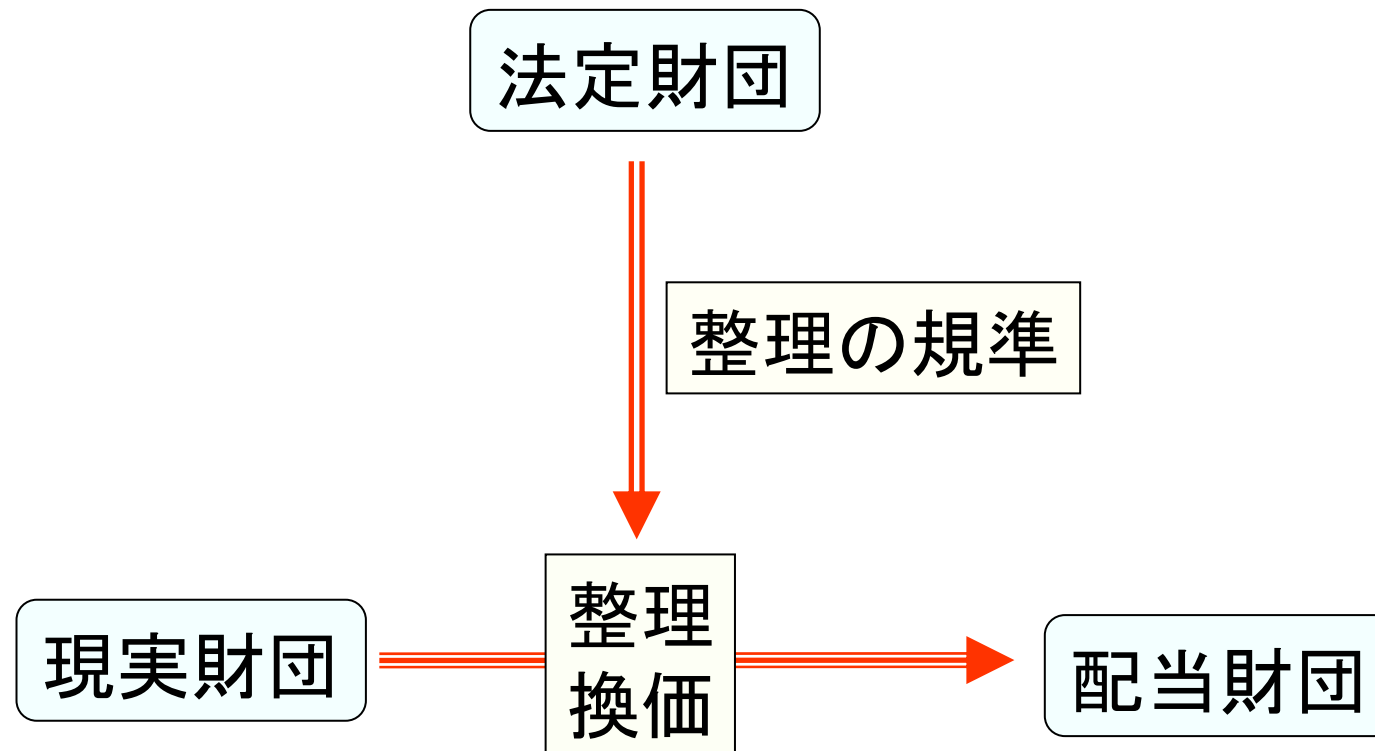 法定財団
整理の規準
現実財団
整理
換価
配当財団